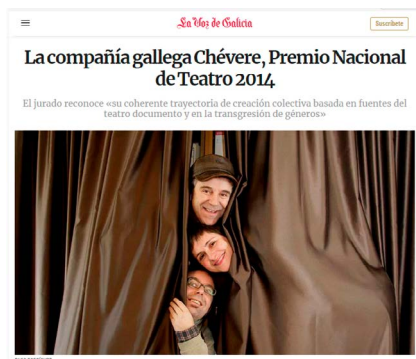 La Voz de Galicia
Suscríbete
La compañía gallega Chévere, Premio Nacional
de Teatro 2014
El jurado reconoce «su coherente trayectoria de creación colectiva basada en fuentes del
teatro documento y en la transgresión de géneros»